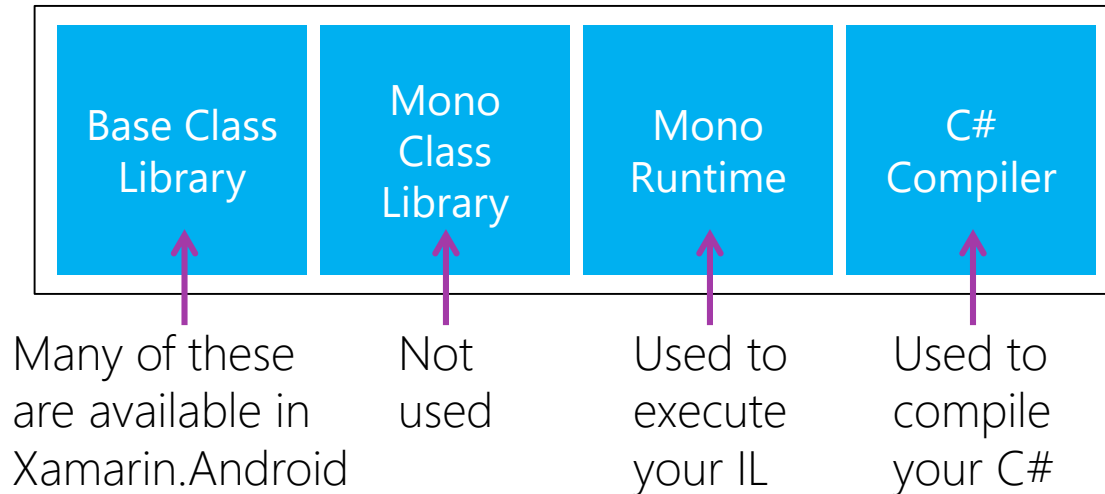 Base Class
Library
Mono
Class
Library
Mono
Runtime
C#
Compiler
Many of these
are available in
Xamarin.Android
Not
used
Used to
execute
your IL
Used to
compile
your C#